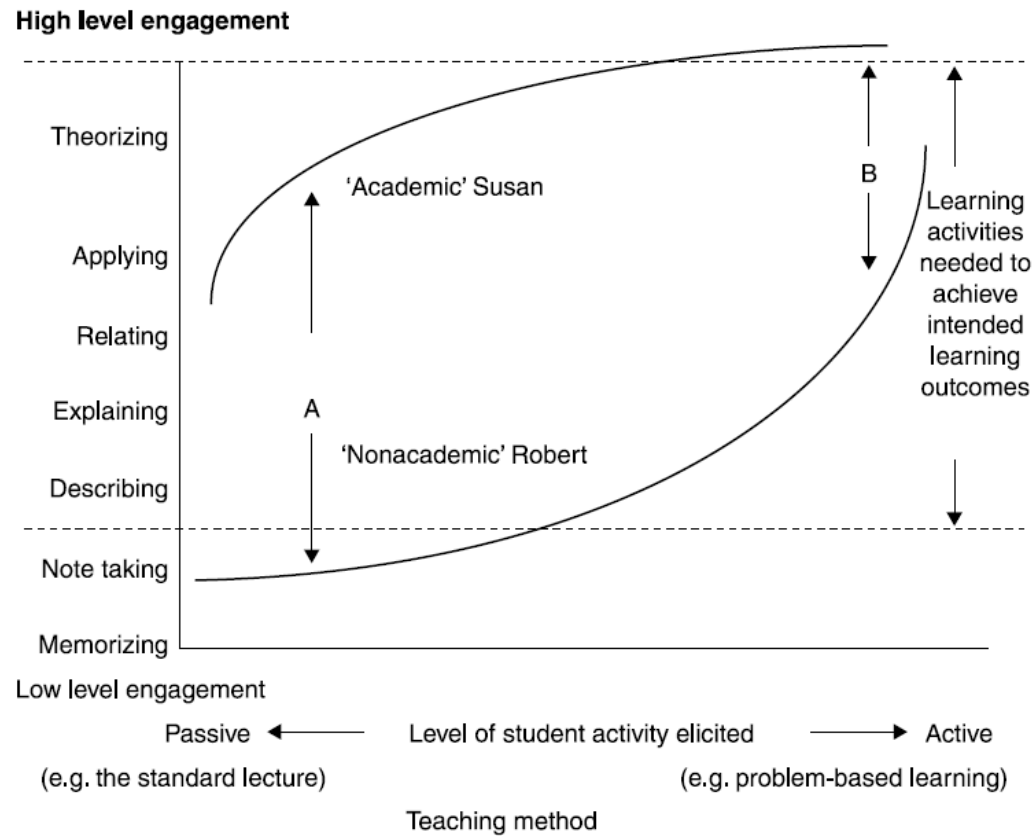 High level engagement
Theorizing
'Academic' Susan
B
Learning
activities
needed to
achieve
intended
learning
outcomes
Applying
Relating
Explaining
A
'Nonacademic' Robert
Describing
Note taking
Memorizing
Low level engagement
Passive Level of student activity elicited Active
(e.g. the standard lecture) (e.g. problem-based learning)
Teaching method